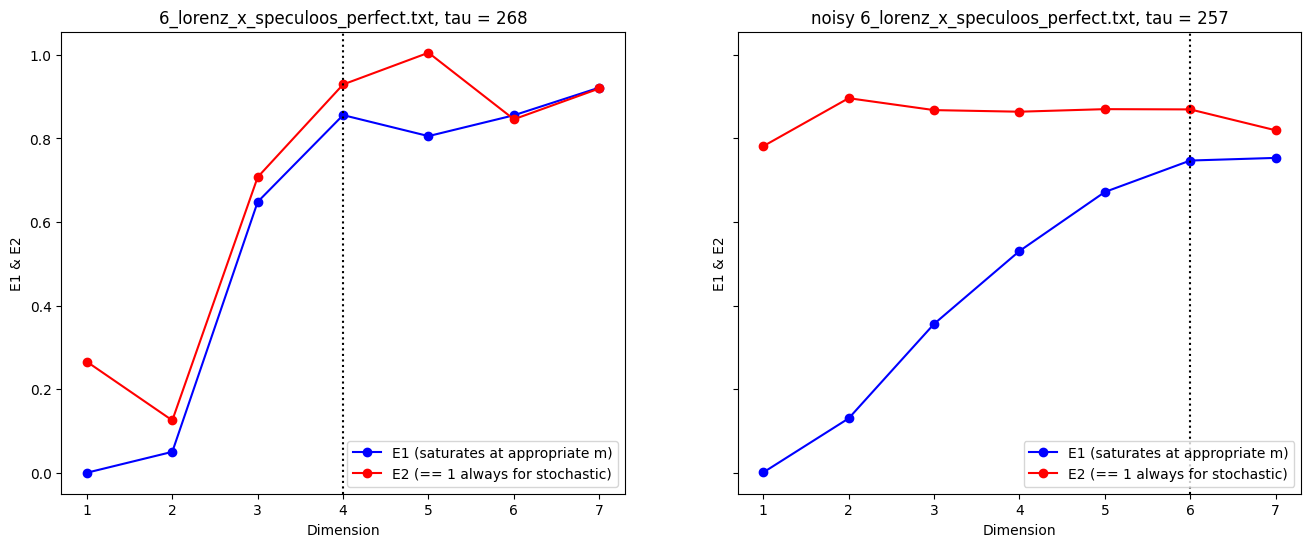 6_lorenz_x_speculoos_perfect.txt, tau = 268
1.0
0.8
0.6
0.4
0.2
0.0
E1 & E2
1 2 3 4 5 6 7
Dimension
E1 (saturates at appropriate m)
E2 (== 1 always for stochastic)
noisy 6_lorenz_x_speculoos_perfect.txt, tau = 257
E1 & E2
1 2 3 4 5 6 7
Dimension
E1 (saturates at appropriate m)
E2 (== 1 always for stochastic)